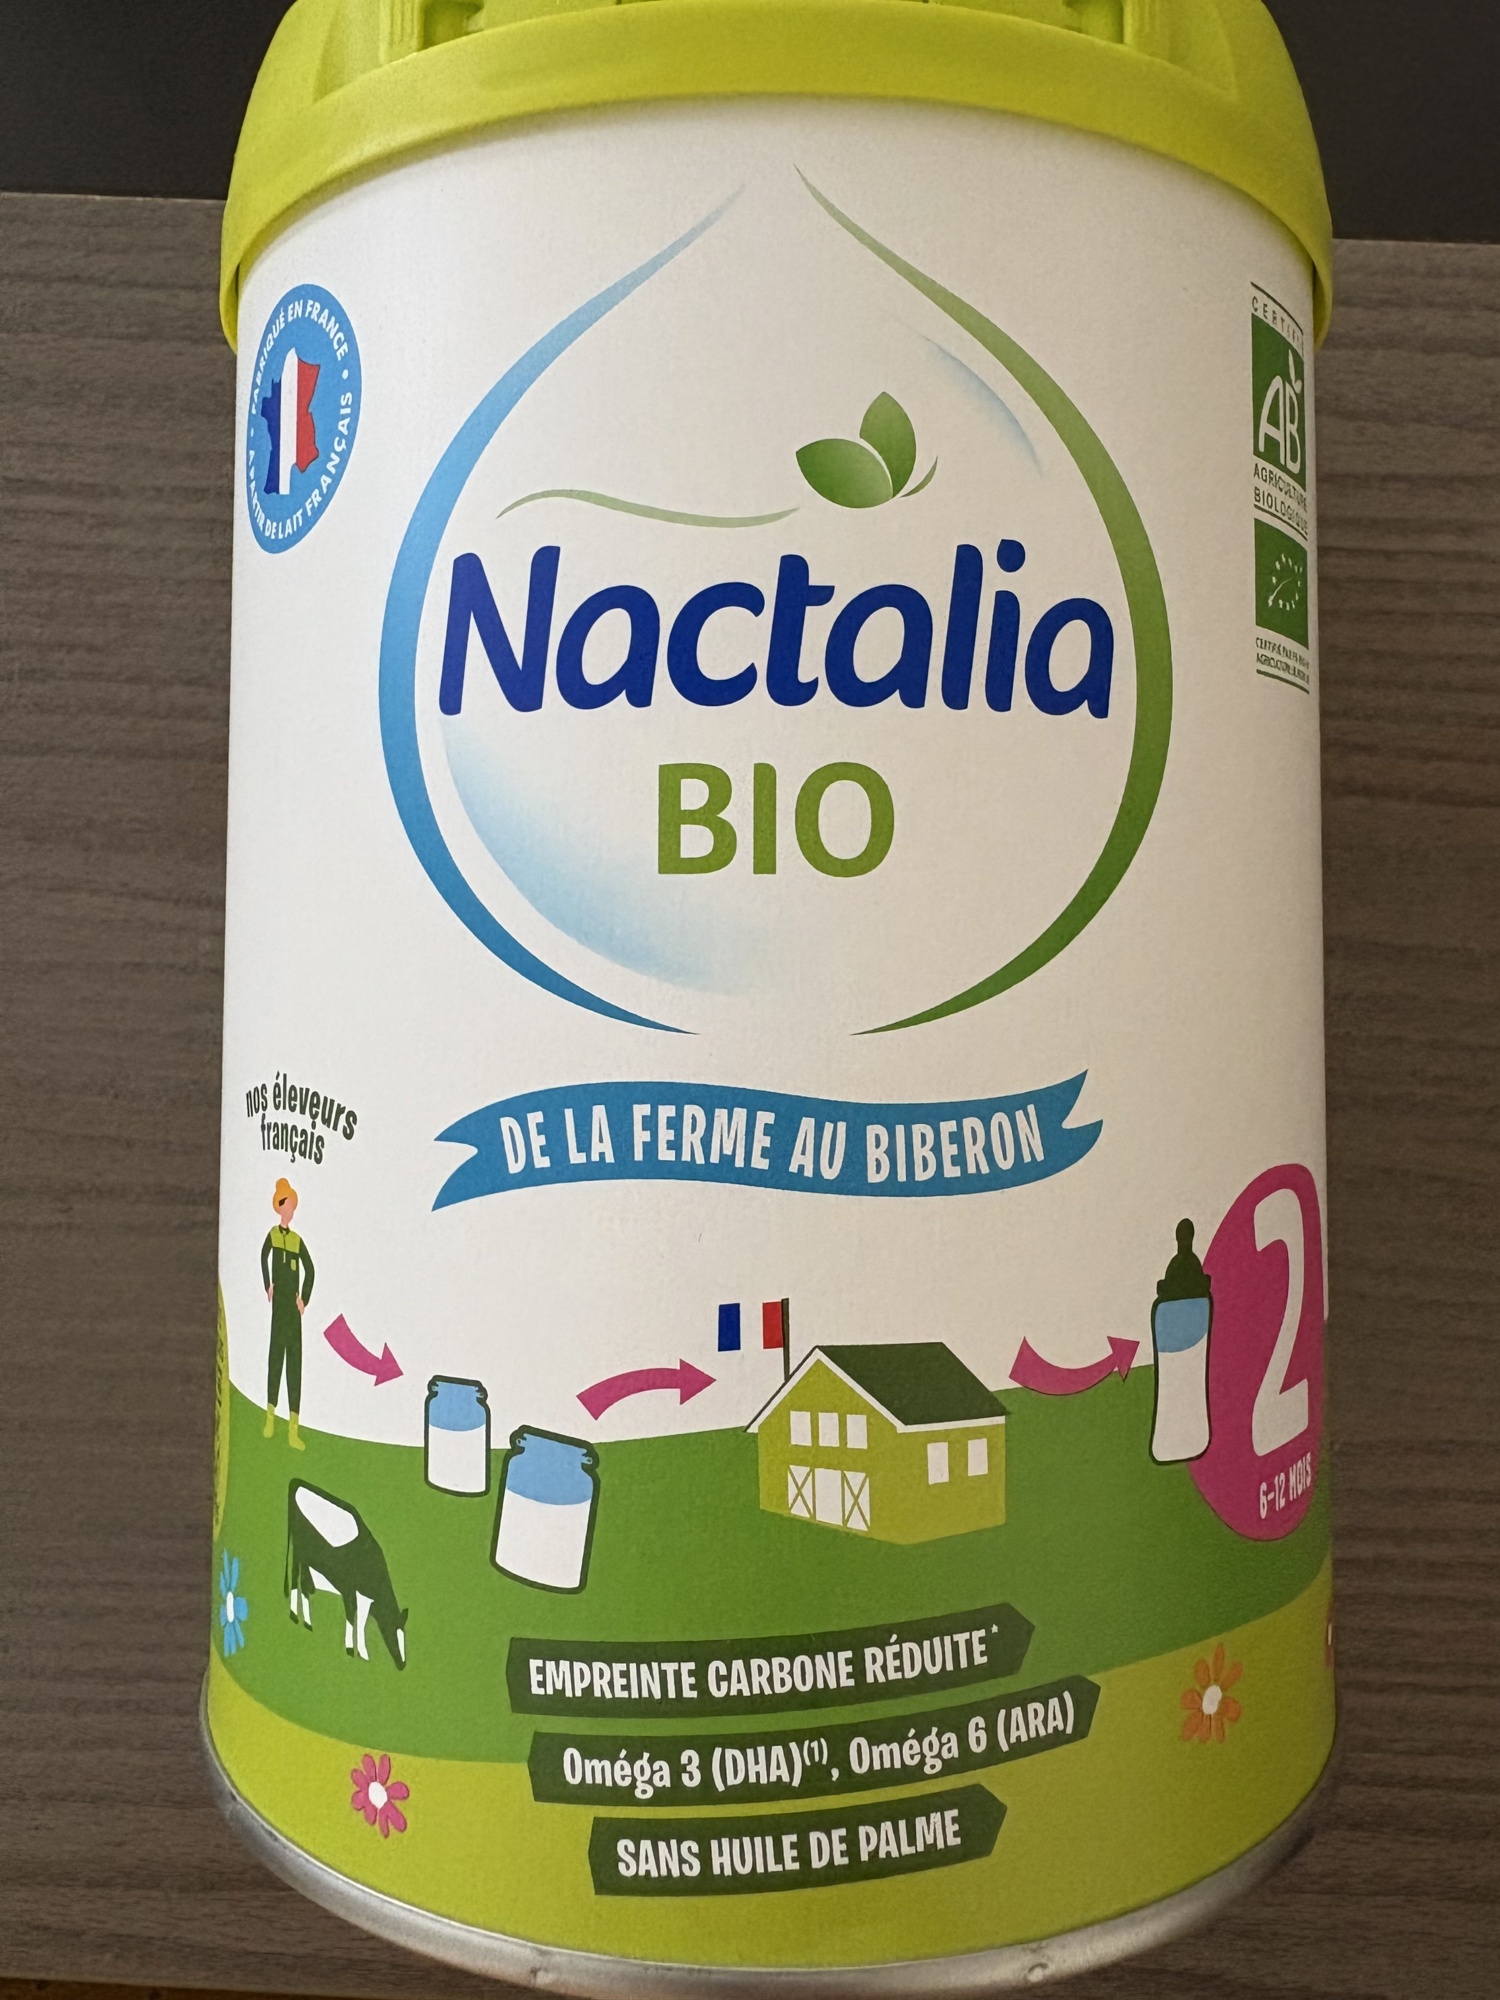 FABRIQUÉ EN FRANCE
À PARTIR DE LAIT FRANÇAIS
CERTIFIÉ
AB
AGRICULTURE
BIOLOGIQUE
Nactalia
BIO
nos éleveurs
français
DE LA FERME AU BIBERON
2
6-12 MOIS
EMPREINTE CARBONE RÉDUITE*
Oméga 3 (DHA)(1), Oméga 6 (ARA)
SANS HUILE DE PALME